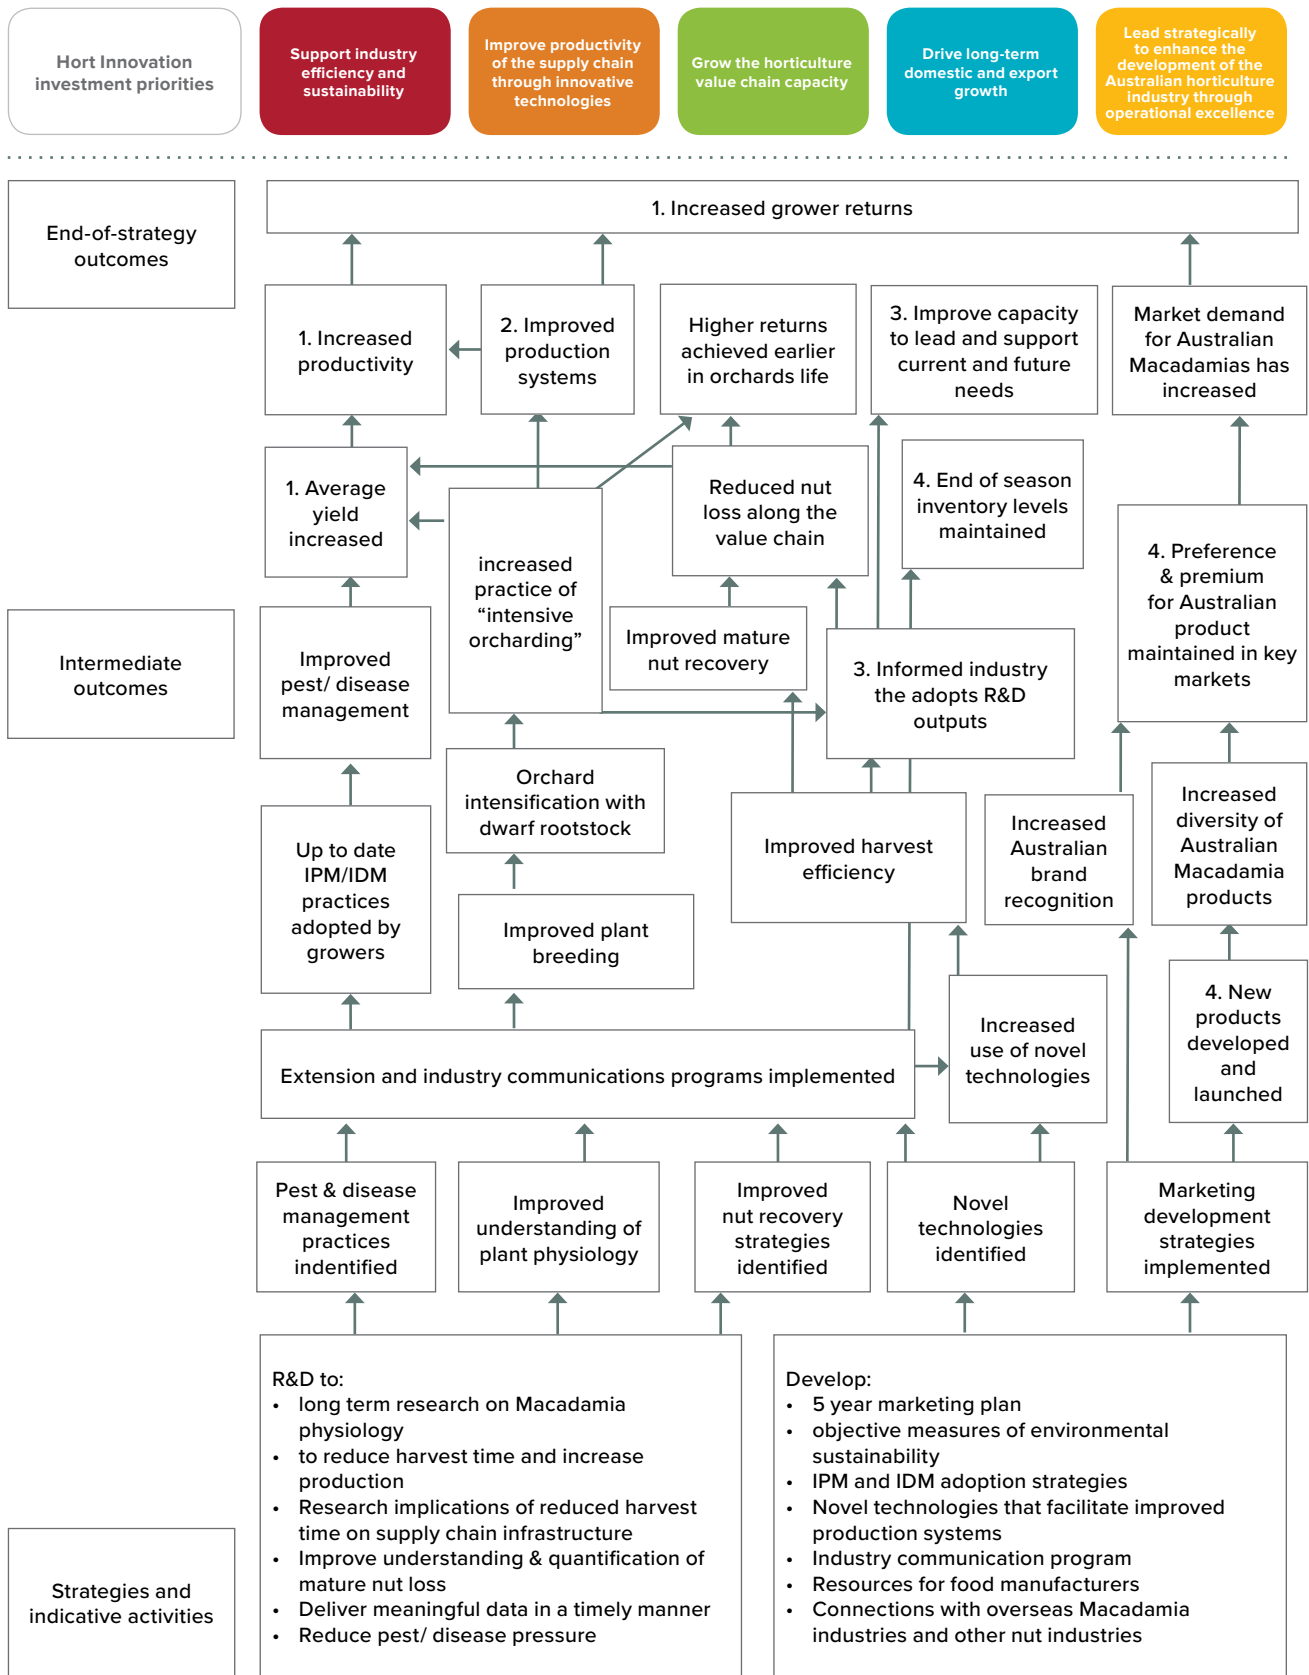 Hort Innovation
investment priorities
Support industry
efficiency and
sustainability
Improve productivity
of the supply chain
through innovative
technologies
Grow the horticulture
value chain capacity
Drive long-term
domestic and export
growth
Lead strategically
to enhance the
development of the
Australian horticulture
industry through
operational excellence
End-of-strategy
outcomes
1. Increased grower returns
1. Increased
productivity
2. Improved
production
systems
Higher returns
achieved earlier
in orchards life
3. Improve capacity
to lead and support
current and future
needs
Market demand
for Australian
Macadamias has
increased
1. Average
yield
increased
increased
practice of
“intensive
orcharding”
Reduced nut
loss along the
value chain
4. End of season
inventory levels
maintained
4. Preference
& premium
for Australian
product
maintained in key
markets
Intermediate
outcomes
Improved
pest/ disease
management
Improved mature
nut recovery
3. Informed industry
the adopts R&D
outputs
Orchard
intensification with
dwarf rootstock
Up to date
IPM/IDM
practices
adopted by
growers
Improved harvest
efficiency
Increased
Australian
brand
recognition
Increased
diversity of
Australian
Macadamia
products
Improved plant
breeding
Increased
use of novel
technologies
4. New
products
developed
and
launched
Extension and industry communications programs implemented
Pest & disease
management
practices
indentified
Improved
understanding of
plant physiology
Improved
nut recovery
strategies
identified
Novel
technologies
identified
Marketing
development
strategies
implemented
Strategies and
indicative activities
R&D to:
• long term research on Macadamia
physiology
• to reduce harvest time and increase
production
• Research implications of reduced harvest
time on supply chain infrastructure
• Improve understanding & quantification of
mature nut loss
• Deliver meaningful data in a timely manner
• Reduce pest/ disease pressure
Develop:
• 5 year marketing plan
• objective measures of environmental
sustainability
• IPM and IDM adoption strategies
• Novel technologies that facilitate improved
production systems
• Industry communication program
• Resources for food manufacturers
• Connections with overseas Macadamia
industries and other nut industries